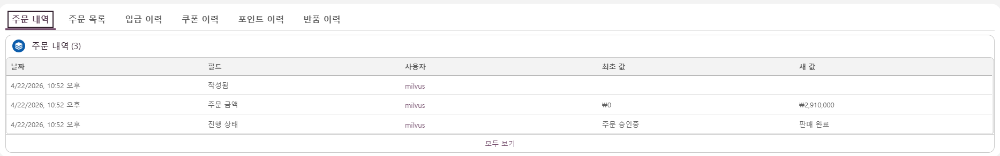 주문 내역 주문 목록 입금 이력 쿠폰 이력 포인트 이력 반품 이력
주문 내역 (3)
날짜 필드 사용자 최초 값 새 값
4/22/2026, 10:52 오후 작성됨 milvus
4/22/2026, 10:52 오후 주문 금액 milvus ₩0 ₩2,910,000
4/22/2026, 10:52 오후 진행 상태 milvus 주문 승인중 판매 완료
모두 보기